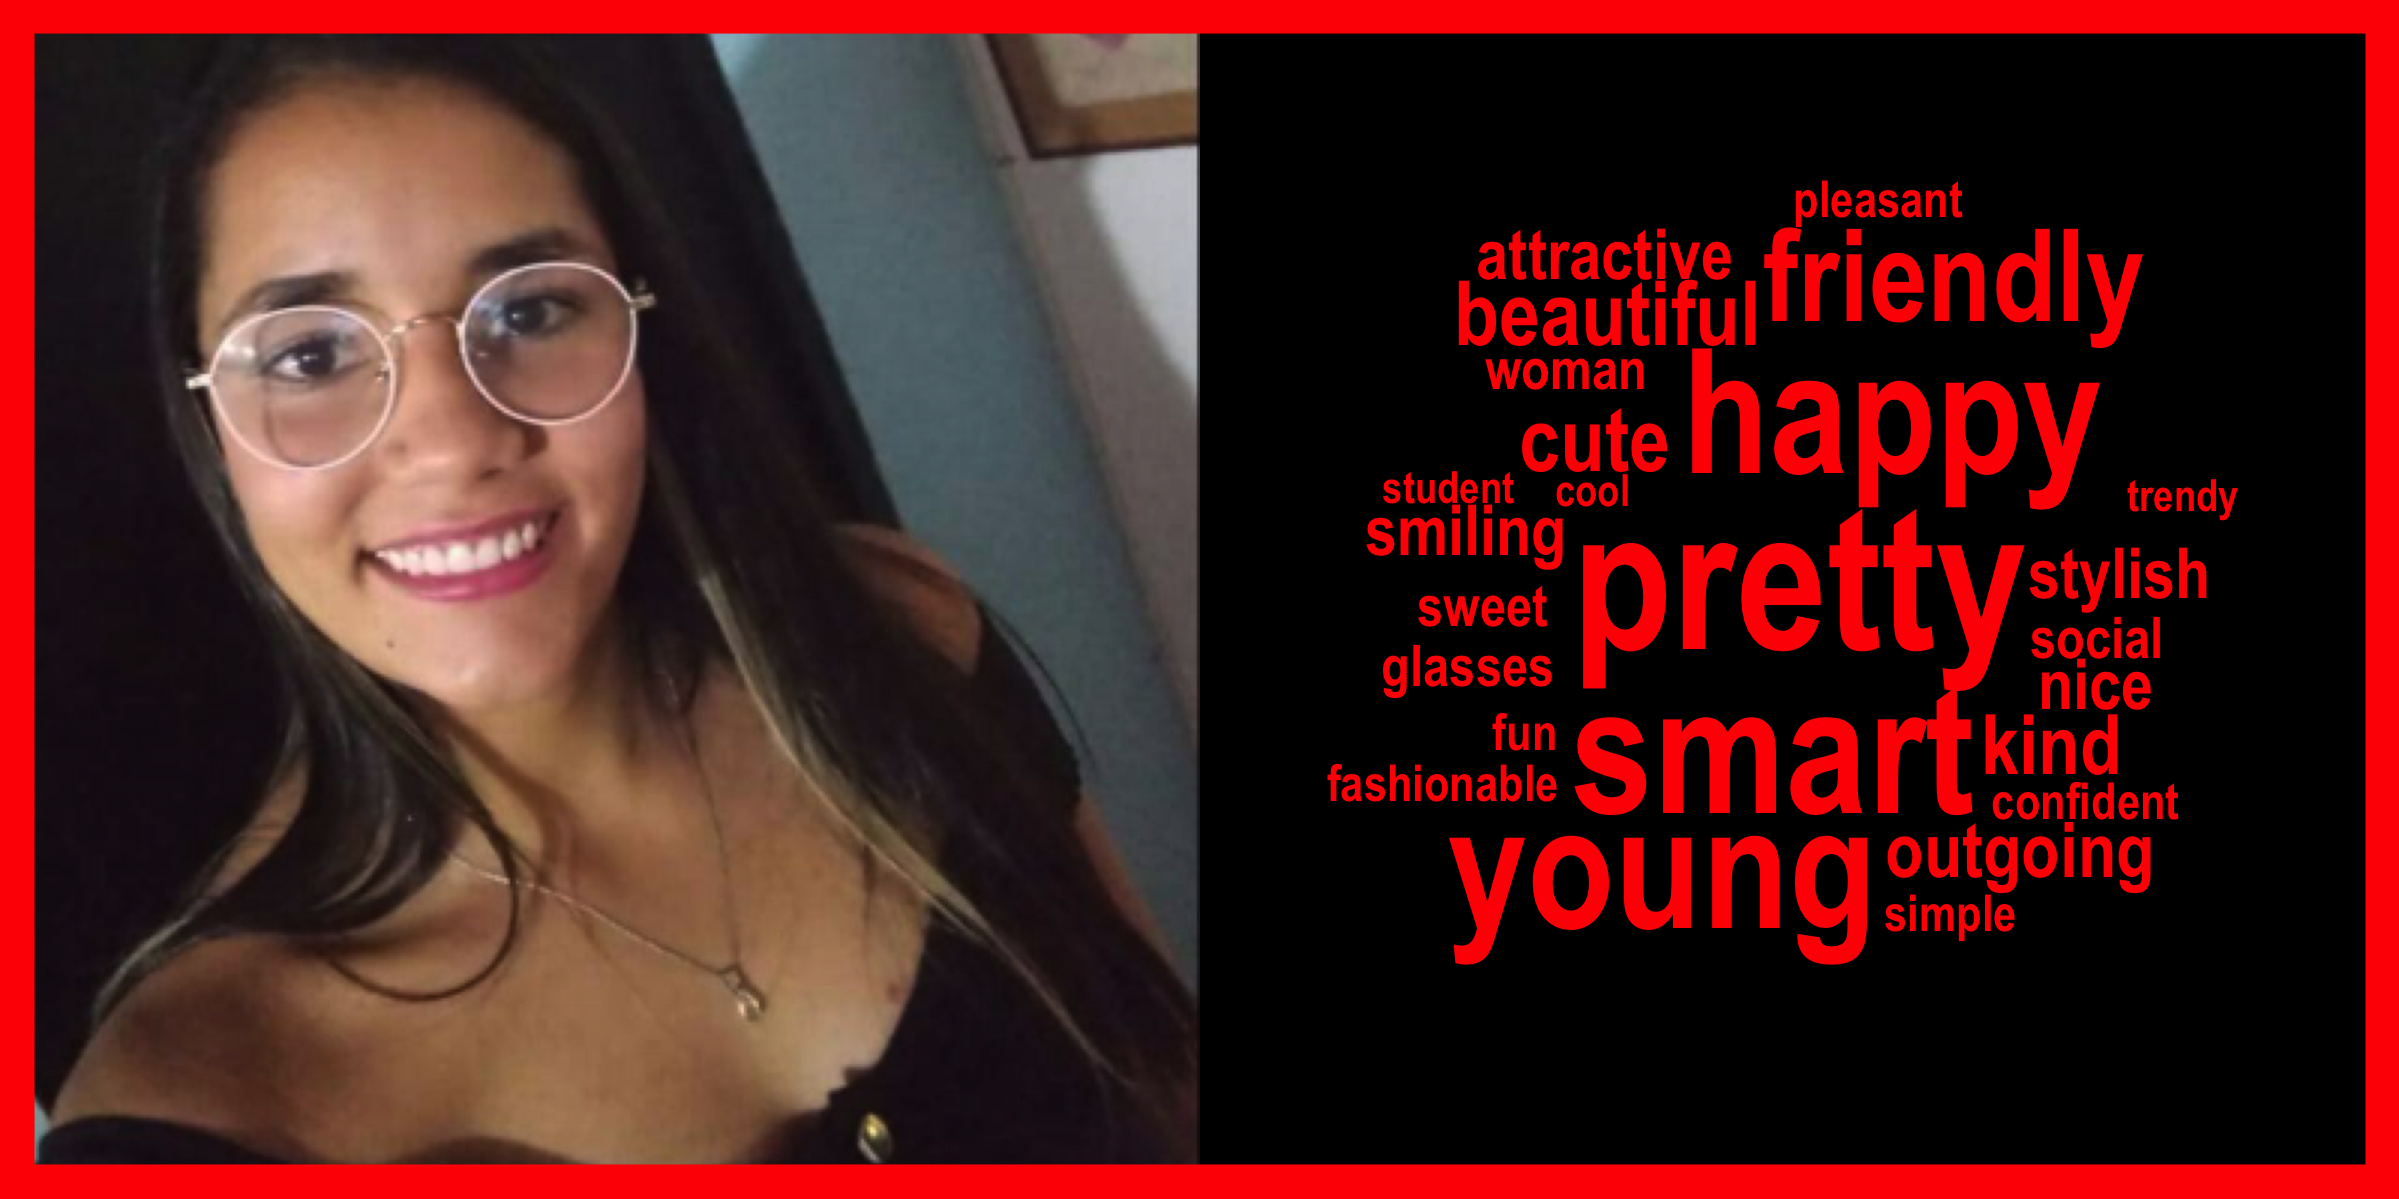 pleasant
attractive
friendly
beautiful
woman
happy
cute
student
cool
trendy
smiling
pretty
stylish
sweet
social
glasses
nice
smart
fun
kind
fashionable
confident
young
outgoing
simple